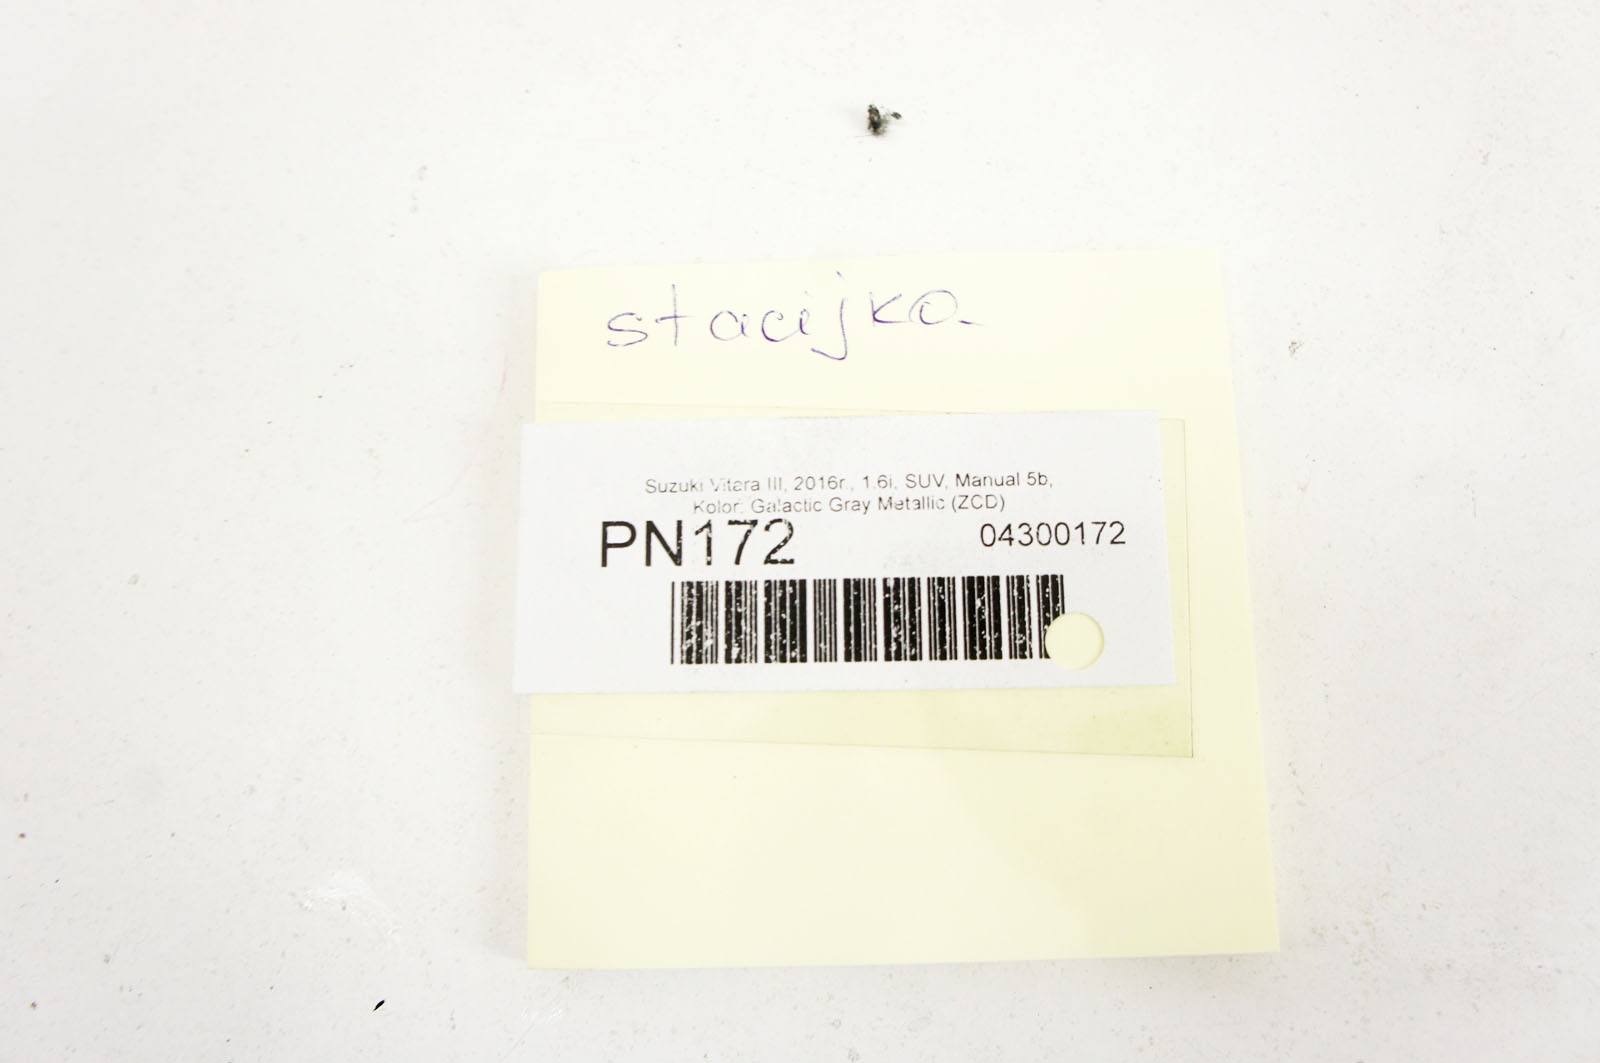 stacijka
Suzuki Vitara III, 2016r., 1.6i, SUV, Manual 5b,
Kolor: Galactic Gray Metallic (ZCD)
PN172
04300172